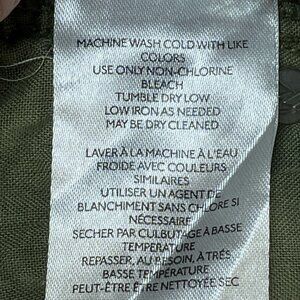 MACHINE WASH COLD WITH LIKE
COLORS
USE ONLY NON-CHLORINE
BLEACH
TUMBLE DRY LOW
LOW IRON AS NEEDED
MAY BE DRY CLEANED
LAVER À LA MACHINE À L'EAU
FROIDE AVEC COULEURS
SIMILAIRES
UTILISER UN AGENT DE
BLANCHIMENT SANS CHLORE SI
NÉCESSAIRE
SECHER PAR CULBUTAGE À BASSE
TEMPÉRATURE
REPASSER, AU BESOIN, À TRÈS
BASSE TEMPÉRATURE
PEUT-ÊTRE ÊTRE NETTOYÉE SEC